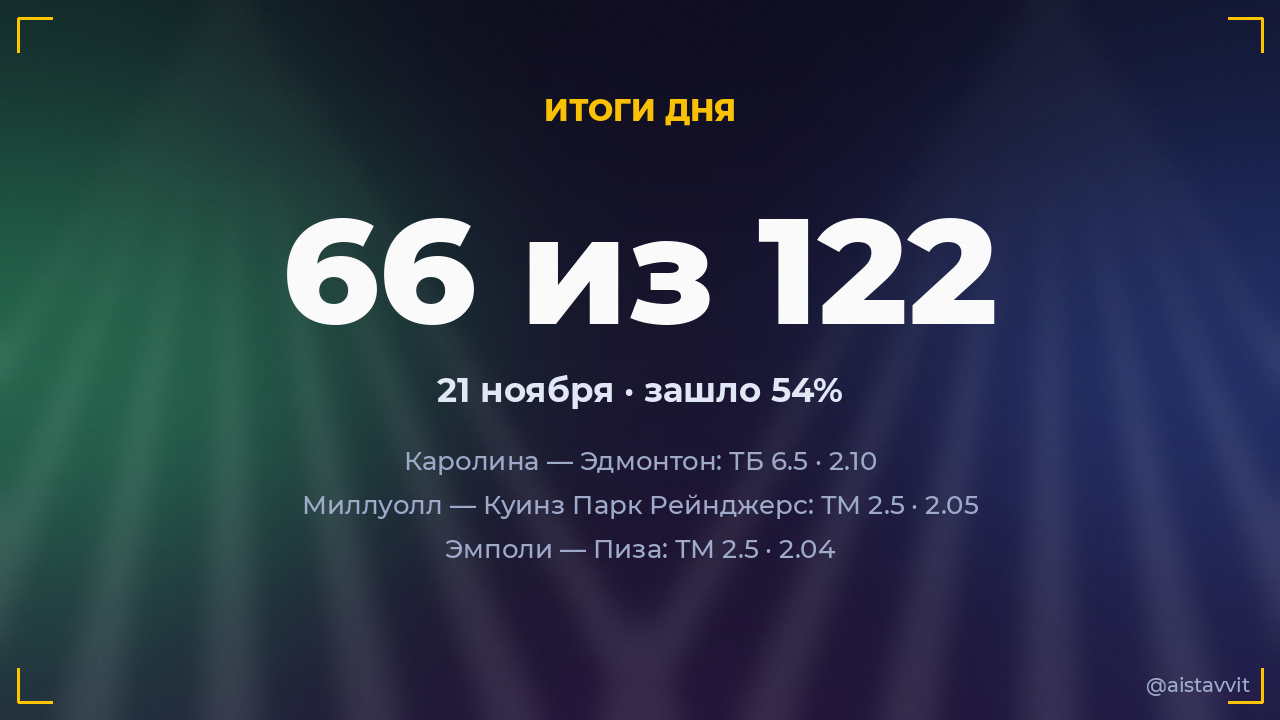 ИТОГИ ДНЯ
66 из 122
21 ноября · зашло 54%
Каролина — Эдмонтон: ТБ 6.5 · 2.10
Миллуолл — Куинз Парк Рейнджерс: ТМ 2.5 · 2.05
Эмполи — Пиза: ТМ 2.5 · 2.04
@aistavvit